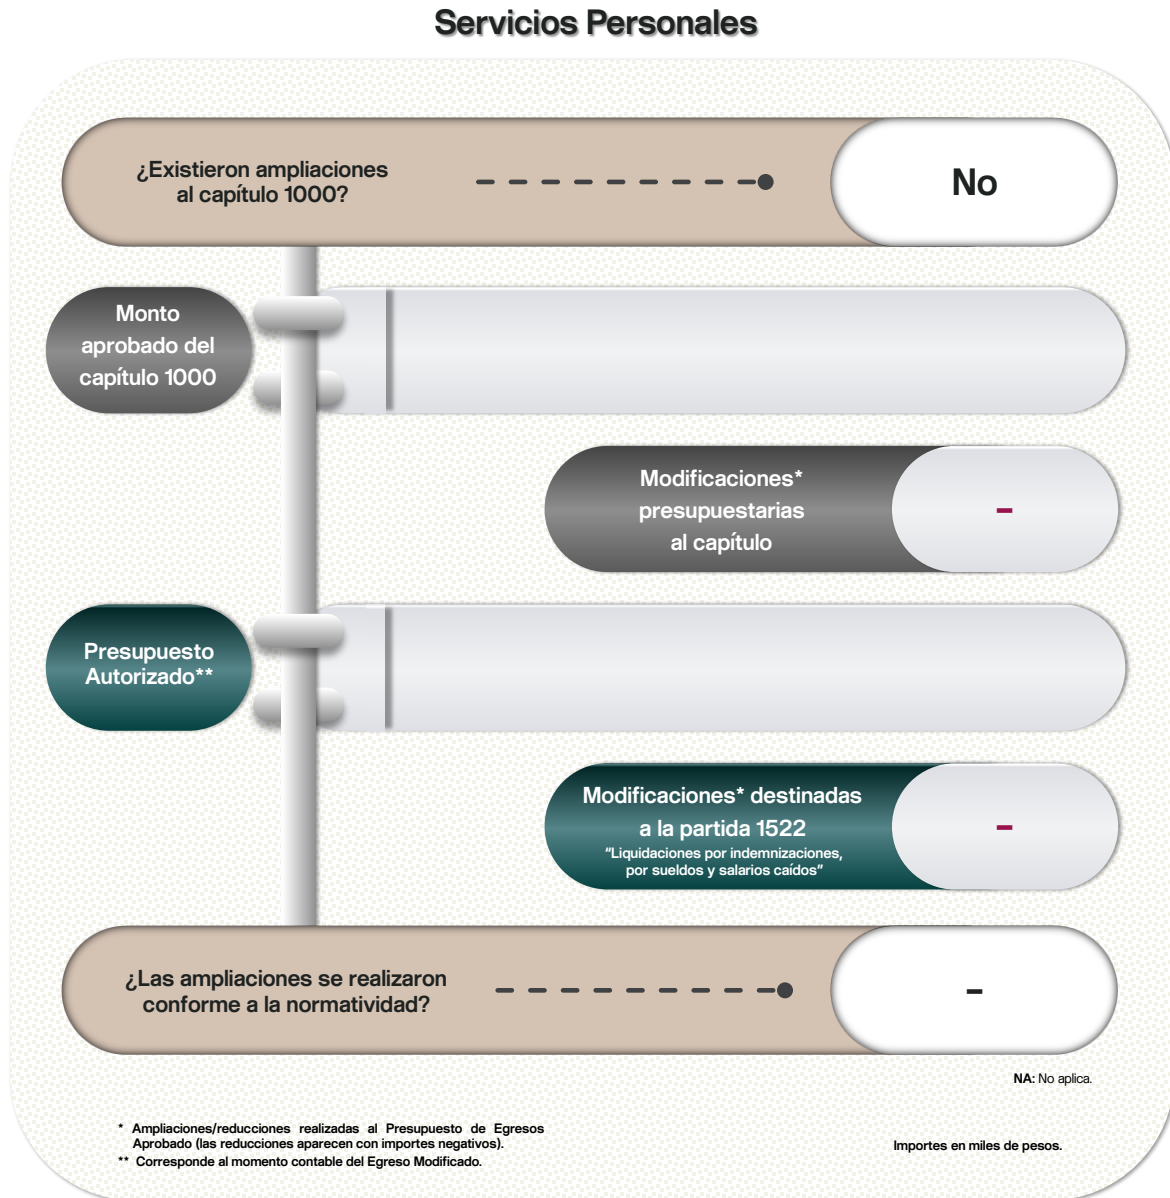 Servicios Personales
¿Existieron ampliaciones
al capítulo 1000?
No
Monto
aprobado del
capítulo 1000
Modificaciones*
presupuestarias
al capítulo
–
Presupuesto
Autorizado**
Modificaciones* destinadas
a la partida 1522
“Liquidaciones por indemnizaciones,
por sueldos y salarios caídos”
–
¿Las ampliaciones se realizaron
conforme a la normatividad?
–
NA: No aplica.
* Ampliaciones/reducciones realizadas al Presupuesto de Egresos
Aprobado (las reducciones aparecen con importes negativos).
** Corresponde al momento contable del Egreso Modificado.
Importes en miles de pesos.